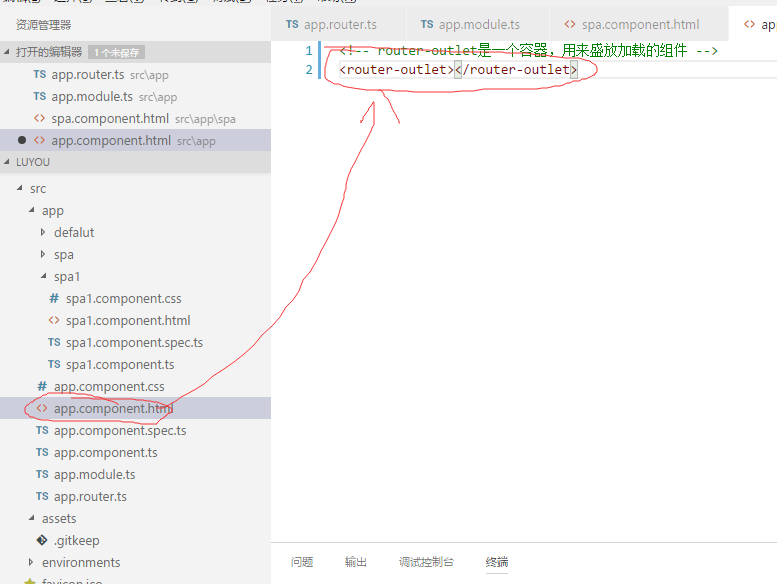 app.router.ts
app.module.ts
spa.component.html
资源管理器
打开的编辑器 1 个未保存
app.router.ts src\app
app.module.ts src\app
spa.component.html src\app\spa
app.component.html src\app
LUYOU
src
app
defalut
spa
spa1
# spa1.component.css
<> spa1.component.html
TS spa1.component.spec.ts
TS spa1.component.ts
# app.component.css
<> app.component.html
TS app.component.spec.ts
TS app.component.ts
TS app.module.ts
TS app.router.ts
assets
.gitkeep
environments
1 <!-- router-outlet是一个容器，用来盛放加载的组件 -->
2 <router-outlet></router-outlet>
问题 输出 调试控制台 终端